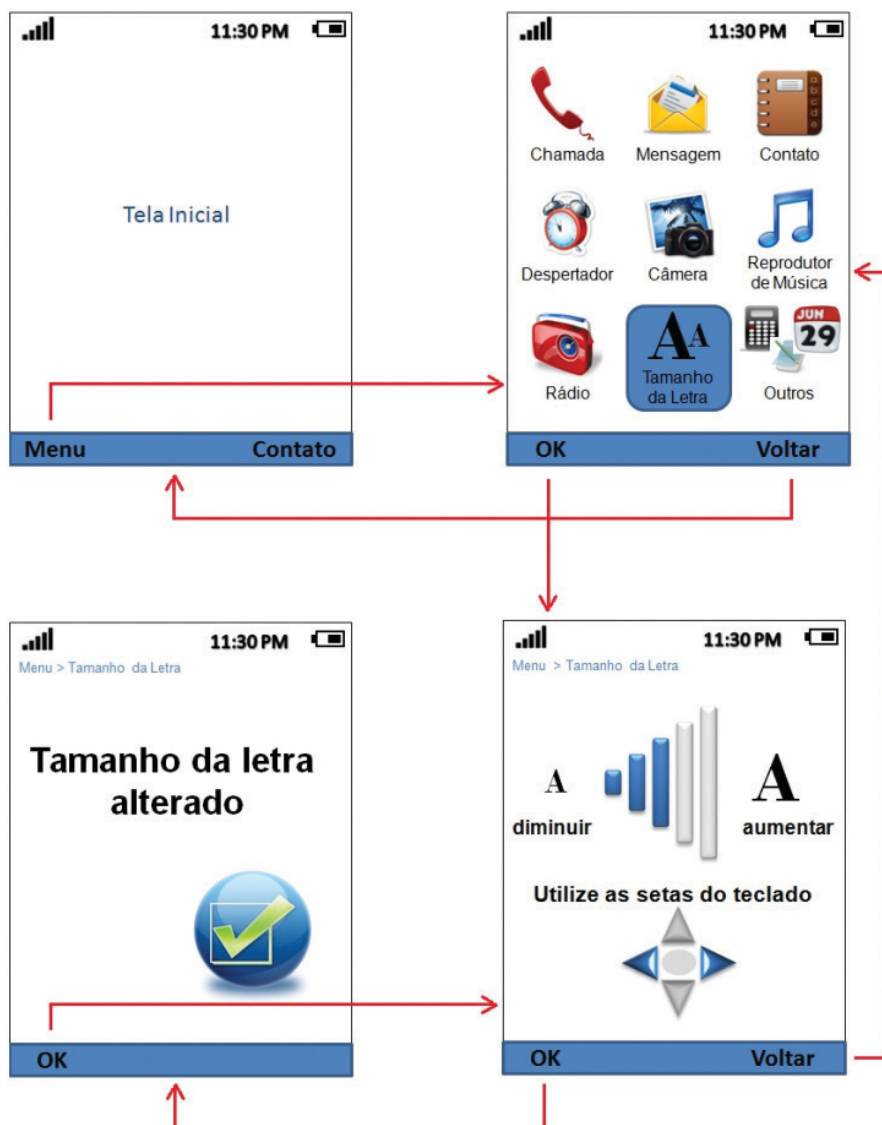 11:30 PM
Tela Inicial
Menu Contato
11:30 PM
Chamada Mensagem Contato
a
b
c
d
e
Despertador Câmera Reprodutor
de Música
JUN
29
A A
Rádio Tamanho
da Letra Outros
OK Voltar
11:30 PM
Menu > Tamanho da Letra
Tamanho da letra
alterado
OK
11:30 PM
Menu > Tamanho da Letra
A A
diminuir aumentar
Utilize as setas do teclado
OK Voltar